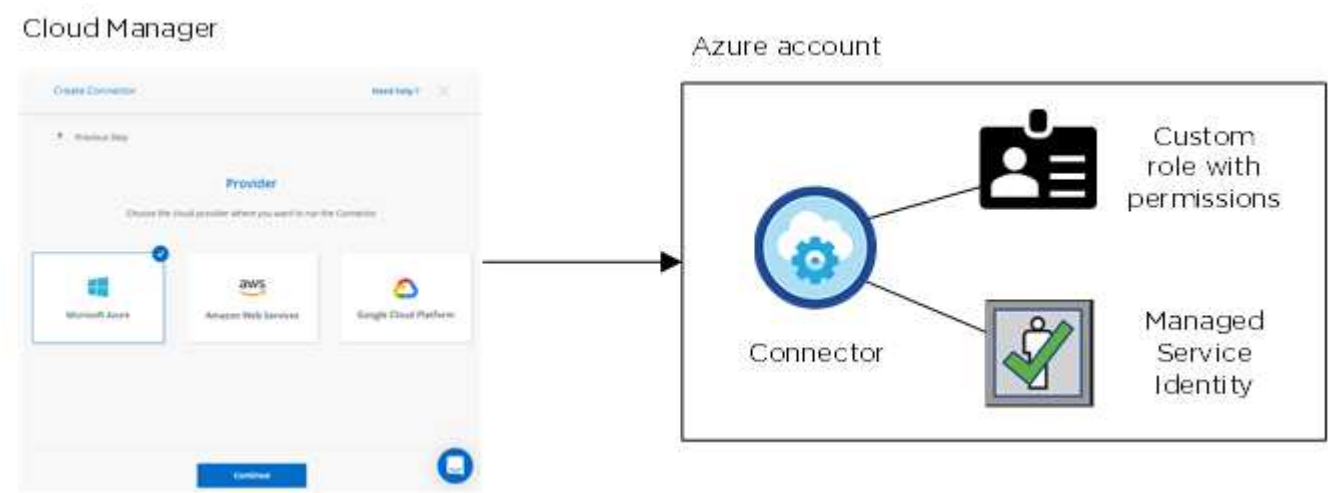 Cloud Manager
Create Connector
Need help?
Previous Step
Provider
Choose the cloud provider where you want to run the Connector
Microsoft Azure
aws
Amazon Web Services
Google Cloud Platform
Continue
Azure account
Custom
role with
permissions
Connector
Managed
Service
Identity